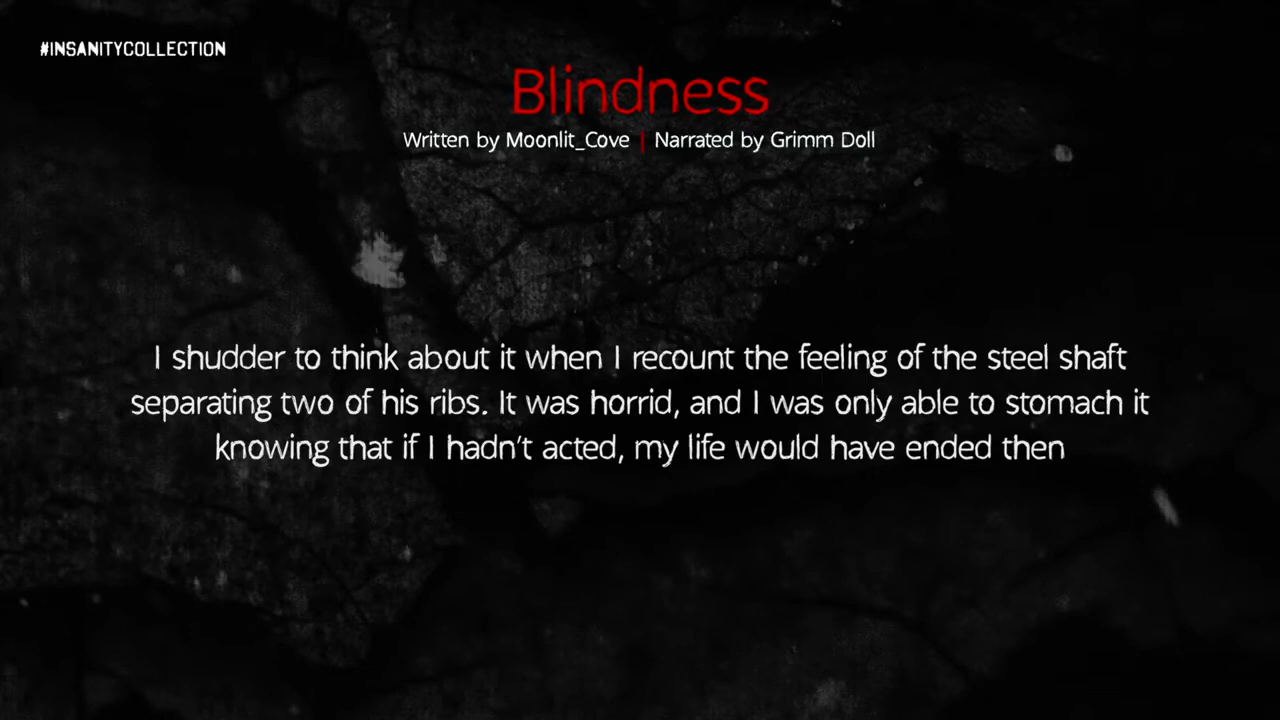 #INSANITYCOLLECTION
Blindness
Written by Moonlit_Cove | Narrated by Grimm Doll
I shudder to think about it when I recount the feeling of the steel shaft
separating two of his ribs. It was horrid, and I was only able to stomach it
knowing that if I hadn't acted, my life would have ended then